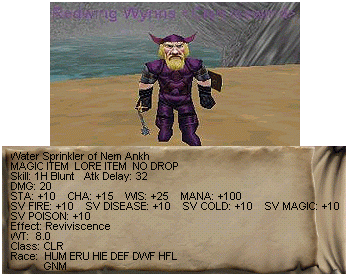 Redwing Wynns
Water Sprinkler of Nem Ankh
MAGIC ITEM LORE ITEM NO DROP
Skill: 1H Blunt Atk Delay: 32
DMG: 20
STA: +10 CHA: +15 WIS: +25 MANA: +100
SV FIRE: +10 SV DISEASE: +10 SV COLD: +10 SV MAGIC: +10
SV POISON: +10
Effect: Reviviscence
WT: 8.0
Class: CLR
Race: HUM ERU HIE DEF DWF HFL
GNM